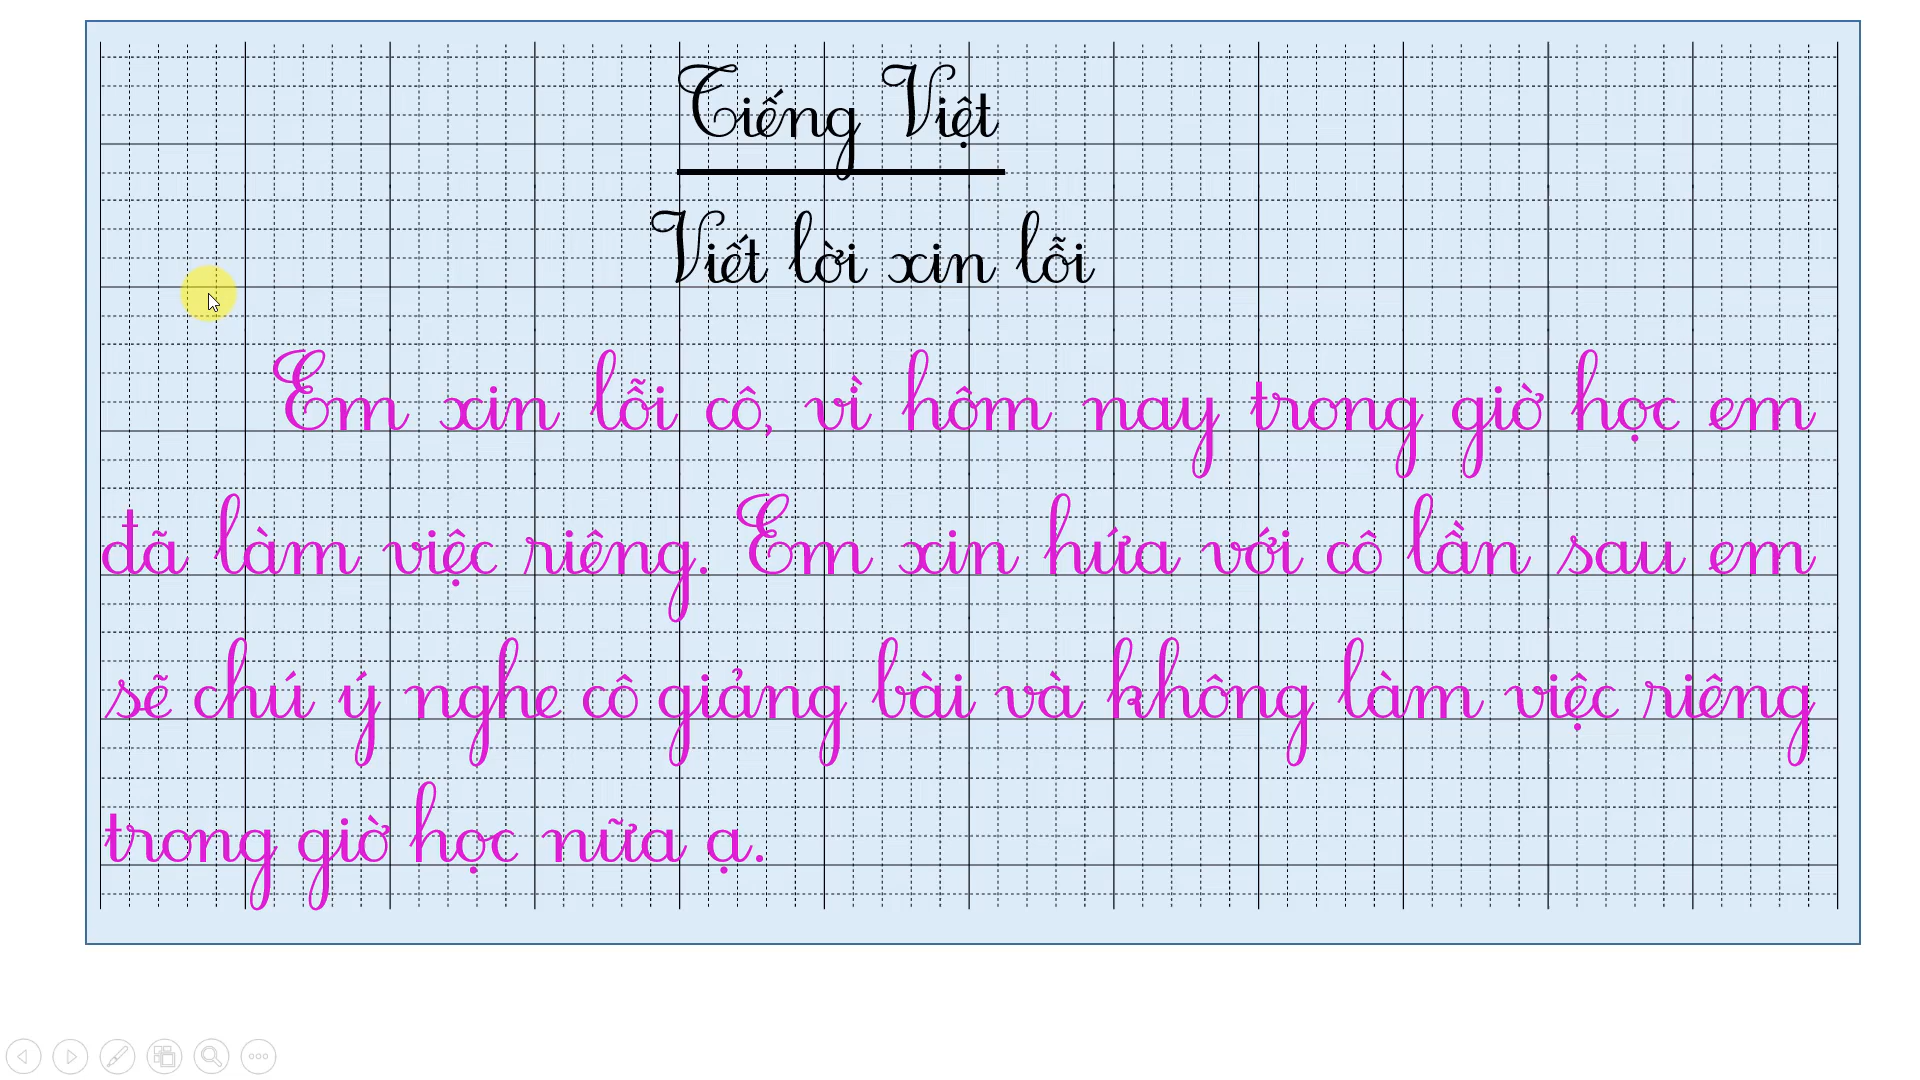 Tiếng Việt
Viết lời xin lỗi
Em xin lỗi cô, vì hôm nay trong giờ học em
đã làm việc riêng. Em xin hứa với cô lần sau em
sẽ chú ý nghe cô giảng bài và không làm việc riêng
trong giờ học nữa ạ.